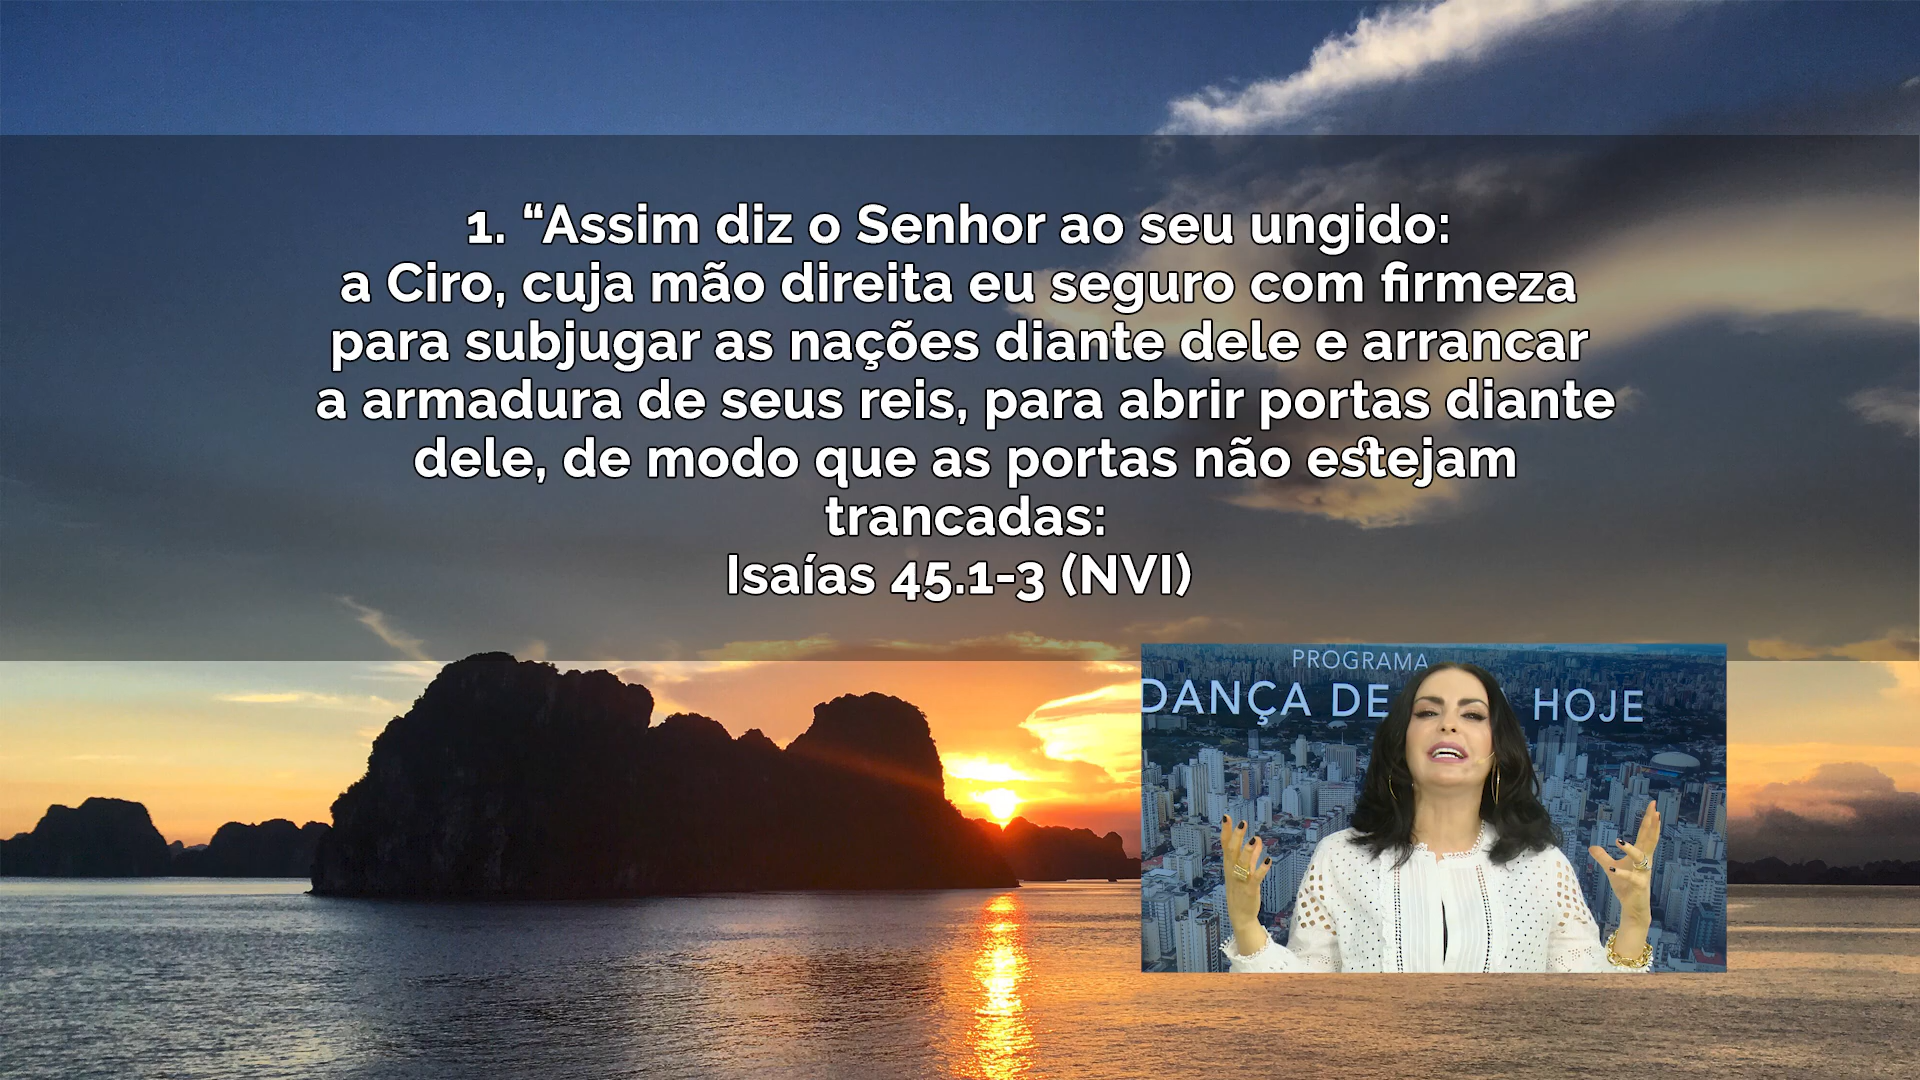 1. “Assim diz o Senhor ao seu ungido:
a Ciro, cuja mão direita eu seguro com firmeza
para subjugar as nações diante dele e arrancar
a armadura de seus reis, para abrir portas diante
dele, de modo que as portas não estejam
trancadas:
Isaías 45.1-3 (NVI)
PROGRAMA
DANÇA DE HOJE